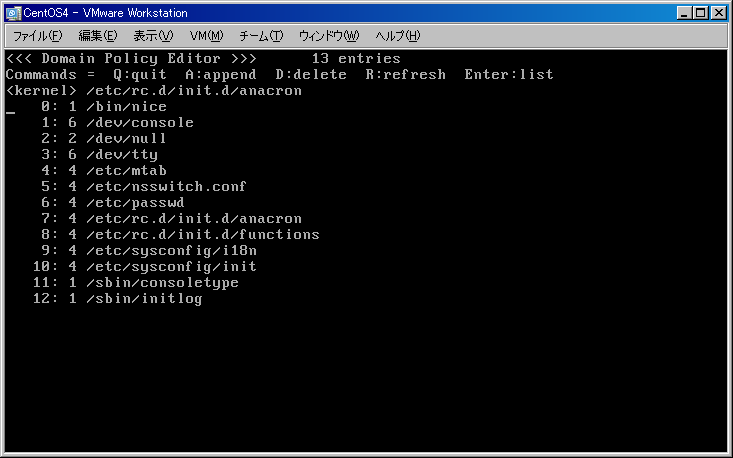 CentOS4 - VMware Workstation
ファイル(F) 編集(E) 表示(V) VM(M) チーム(T) ウィンドウ(W) ヘルプ(H)
<<< Domain Policy Editor >>>      13 entries
Commands =  Q:quit  A:append  D:delete  R:refresh  Enter:list
<kernel> /etc/rc.d/init.d/anacron
0: 1 /bin/nice
1: 6 /dev/console
2: 2 /dev/null
3: 6 /dev/tty
4: 4 /etc/mtab
5: 4 /etc/nsswitch.conf
6: 4 /etc/passwd
7: 4 /etc/rc.d/init.d/anacron
8: 4 /etc/rc.d/init.d/functions
9: 4 /etc/sysconfig/i18n
10: 4 /etc/sysconfig/init
11: 1 /sbin/consoletype
12: 1 /sbin/initlog